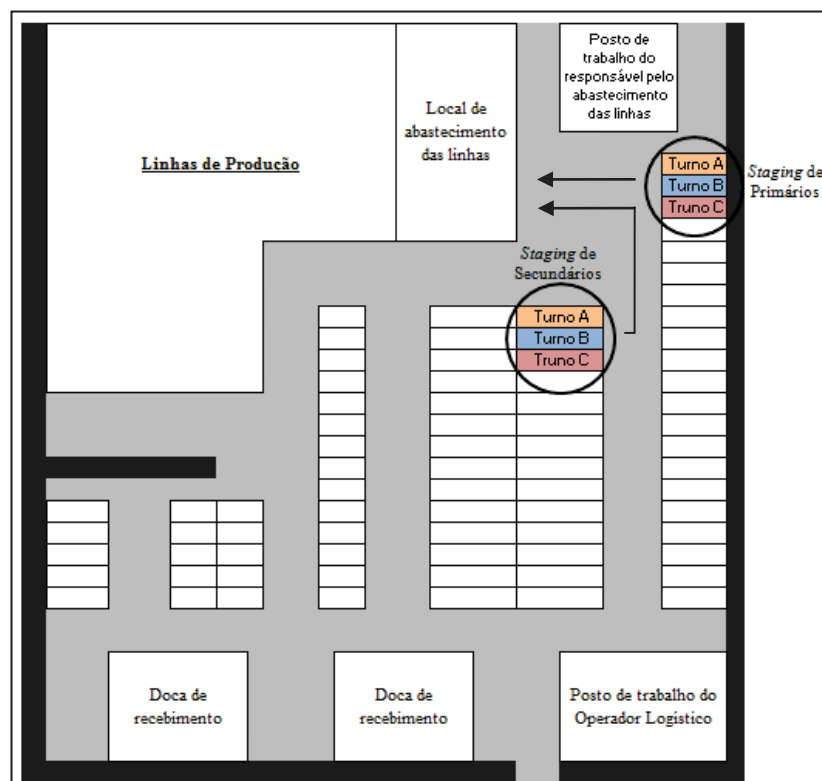 Posto de
trabalho do
responsável pelo
abastecimento
das linhas
Local de
abastecimento
das linhas
Linhas de Produção
Turno A
Turno B
Truno C
Staging de
Primários
Staging de
Secundários
Turno A
Turno B
Truno C
Doca de
recebimento
Doca de
recebimento
Posto de trabalho do
Operador Logistico